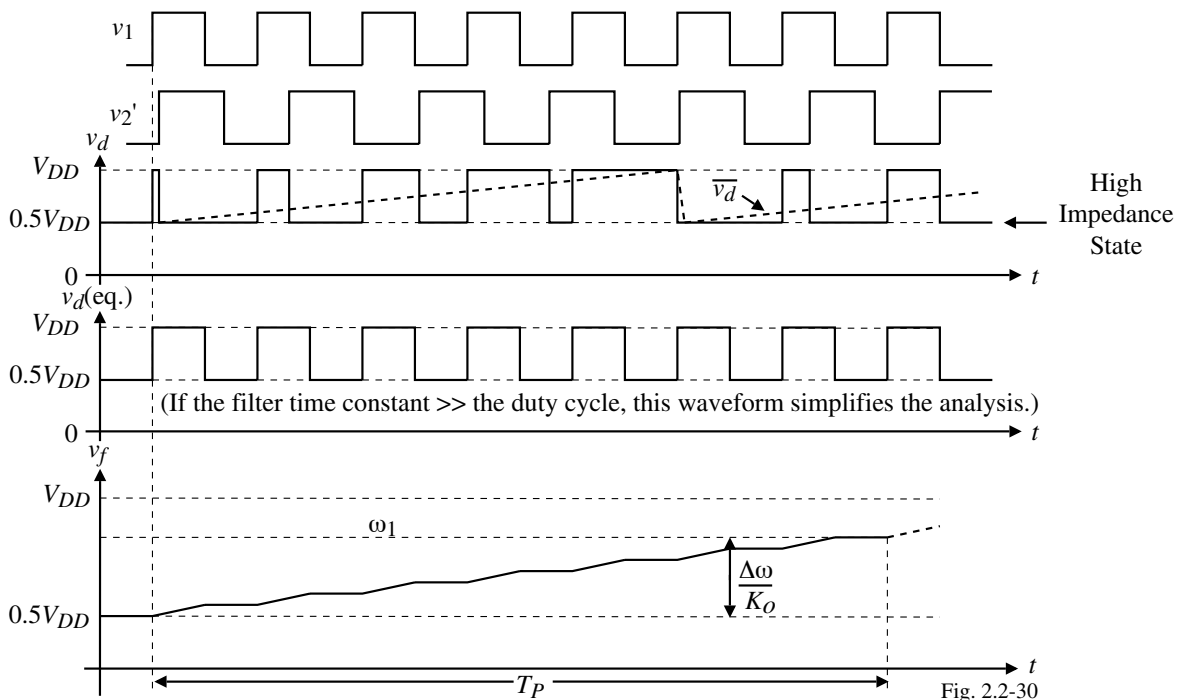 v1
v2'
vd
VDD
0.5VDD
0
t
vd
High
Impedance
State
vd(eq.)
VDD
0.5VDD
(If the filter time constant >> the duty cycle, this waveform simplifies the analysis.)
0
t
vf
VDD
ω1
Δω
KO
0.5VDD
t
TP
Fig. 2.2-30